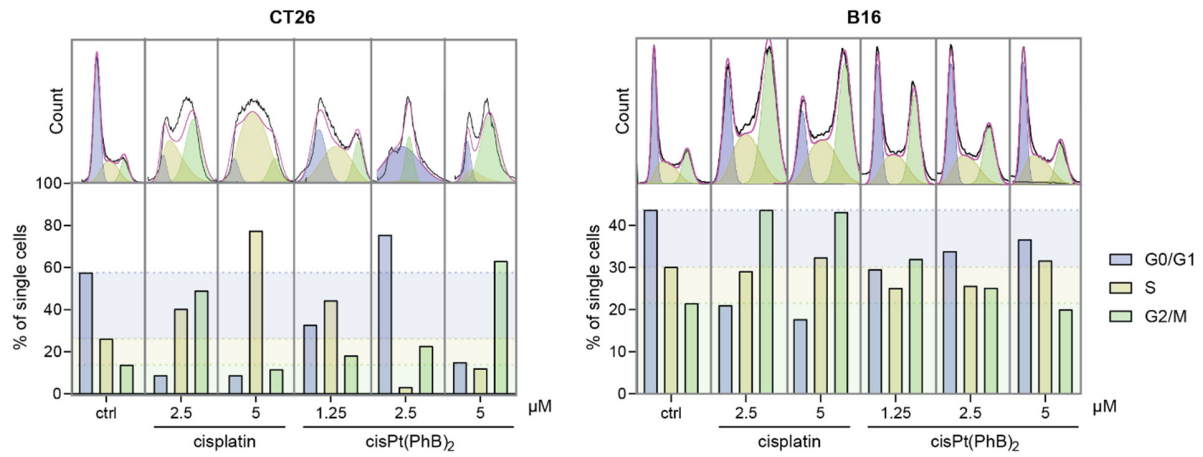 CT26
Count
100
80
60
40
20
0
% of single cells
ctrl 2.5 5 1.25 2.5 5 µM
cisplatin cisPt(PhB)2
B16
Count
40
30
20
10
0
% of single cells
ctrl 2.5 5 1.25 2.5 5 µM
cisplatin cisPt(PhB)2
G0/G1
S
G2/M